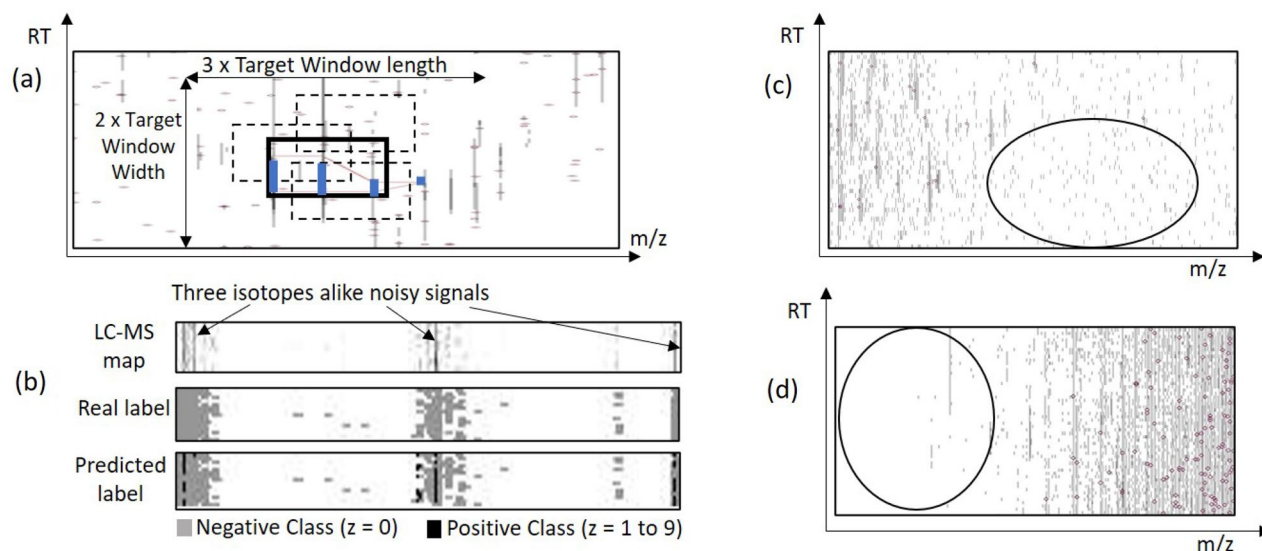 RT
(a)
3 x Target Window length
2 x Target
Window
Width
m/z
Three isotopes alike noisy signals
LC-MS
map
(b)
Real label
Predicted
label
Negative Class (z = 0)
Positive Class (z = 1 to 9)
RT
(c)
m/z
RT
(d)
m/z